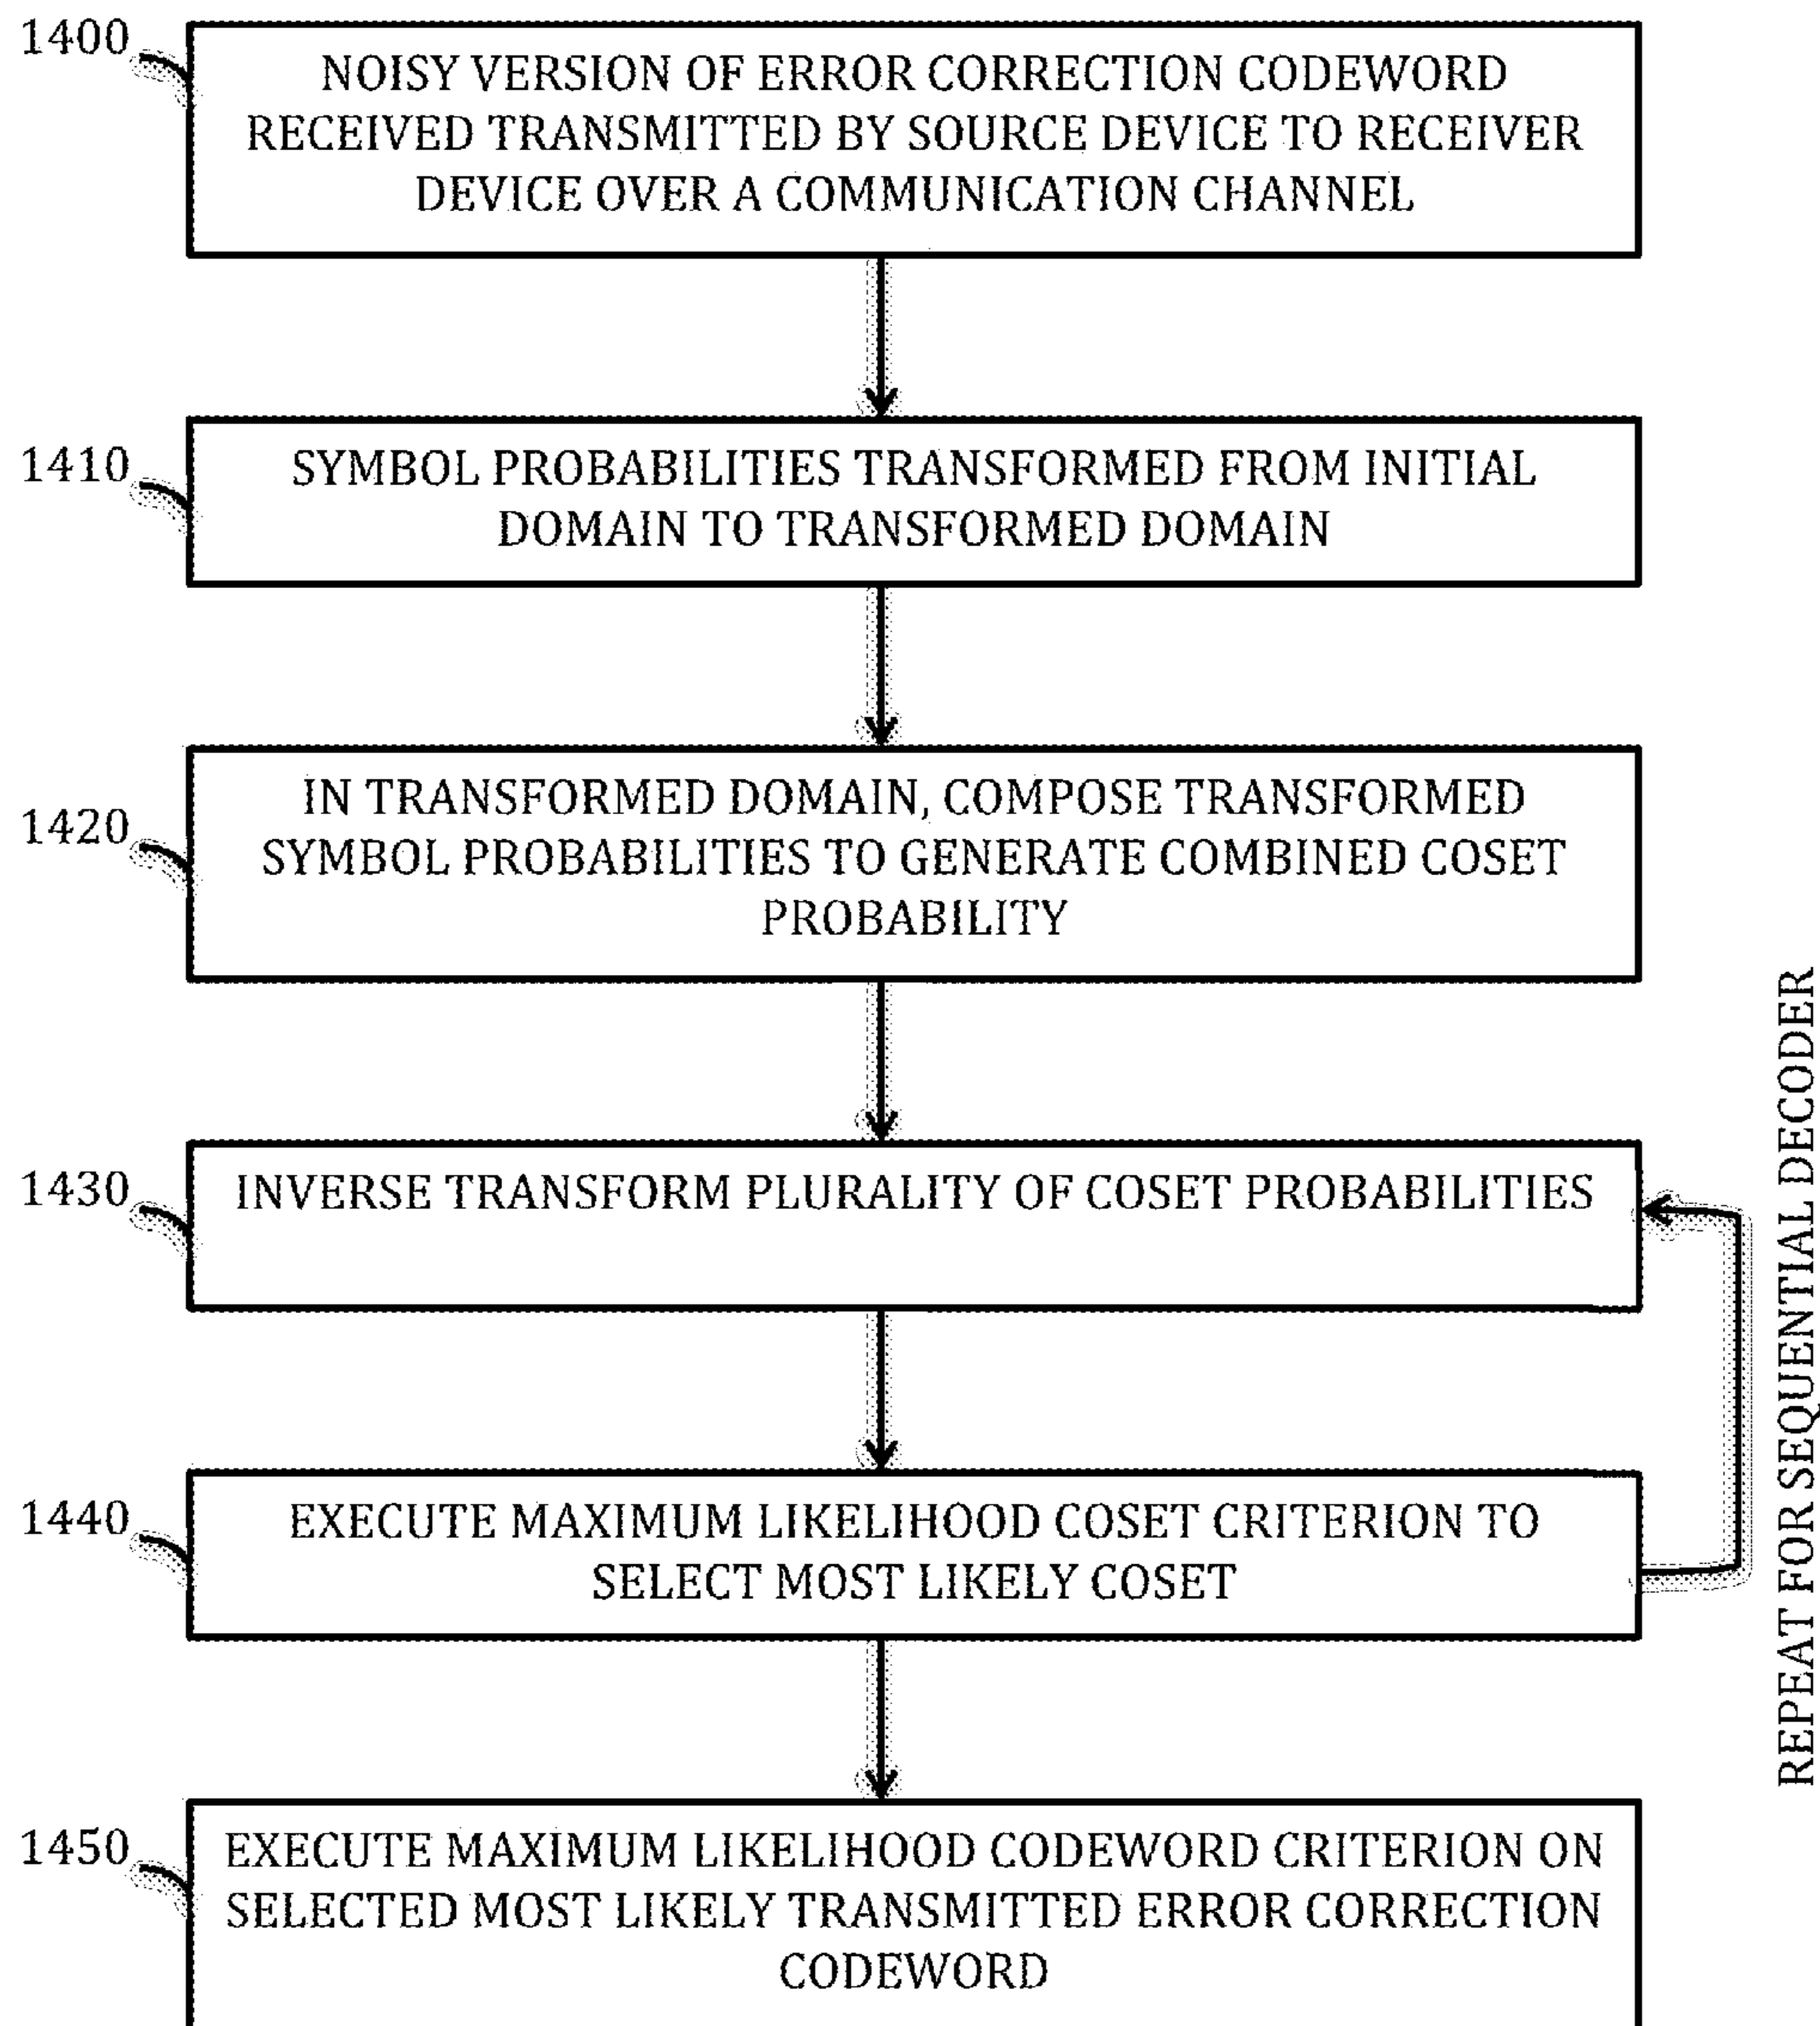 1400
NOISY VERSION OF ERROR CORRECTION CODEWORD
RECEIVED TRANSMITTED BY SOURCE DEVICE TO RECEIVER
DEVICE OVER A COMMUNICATION CHANNEL
1410
SYMBOL PROBABILITIES TRANSFORMED FROM INITIAL
DOMAIN TO TRANSFORMED DOMAIN
1420
IN TRANSFORMED DOMAIN, COMPOSE TRANSFORMED
SYMBOL PROBABILITIES TO GENERATE COMBINED COSET
PROBABILITY
1430
INVERSE TRANSFORM PLURALITY OF COSET PROBABILITIES
REPEAT FOR SEQUENTIAL DECODER
1440
EXECUTE MAXIMUM LIKELIHOOD COSET CRITERION TO
SELECT MOST LIKELY COSET
1450
EXECUTE MAXIMUM LIKELIHOOD CODEWORD CRITERION ON
SELECTED MOST LIKELY TRANSMITTED ERROR CORRECTION
CODEWORD